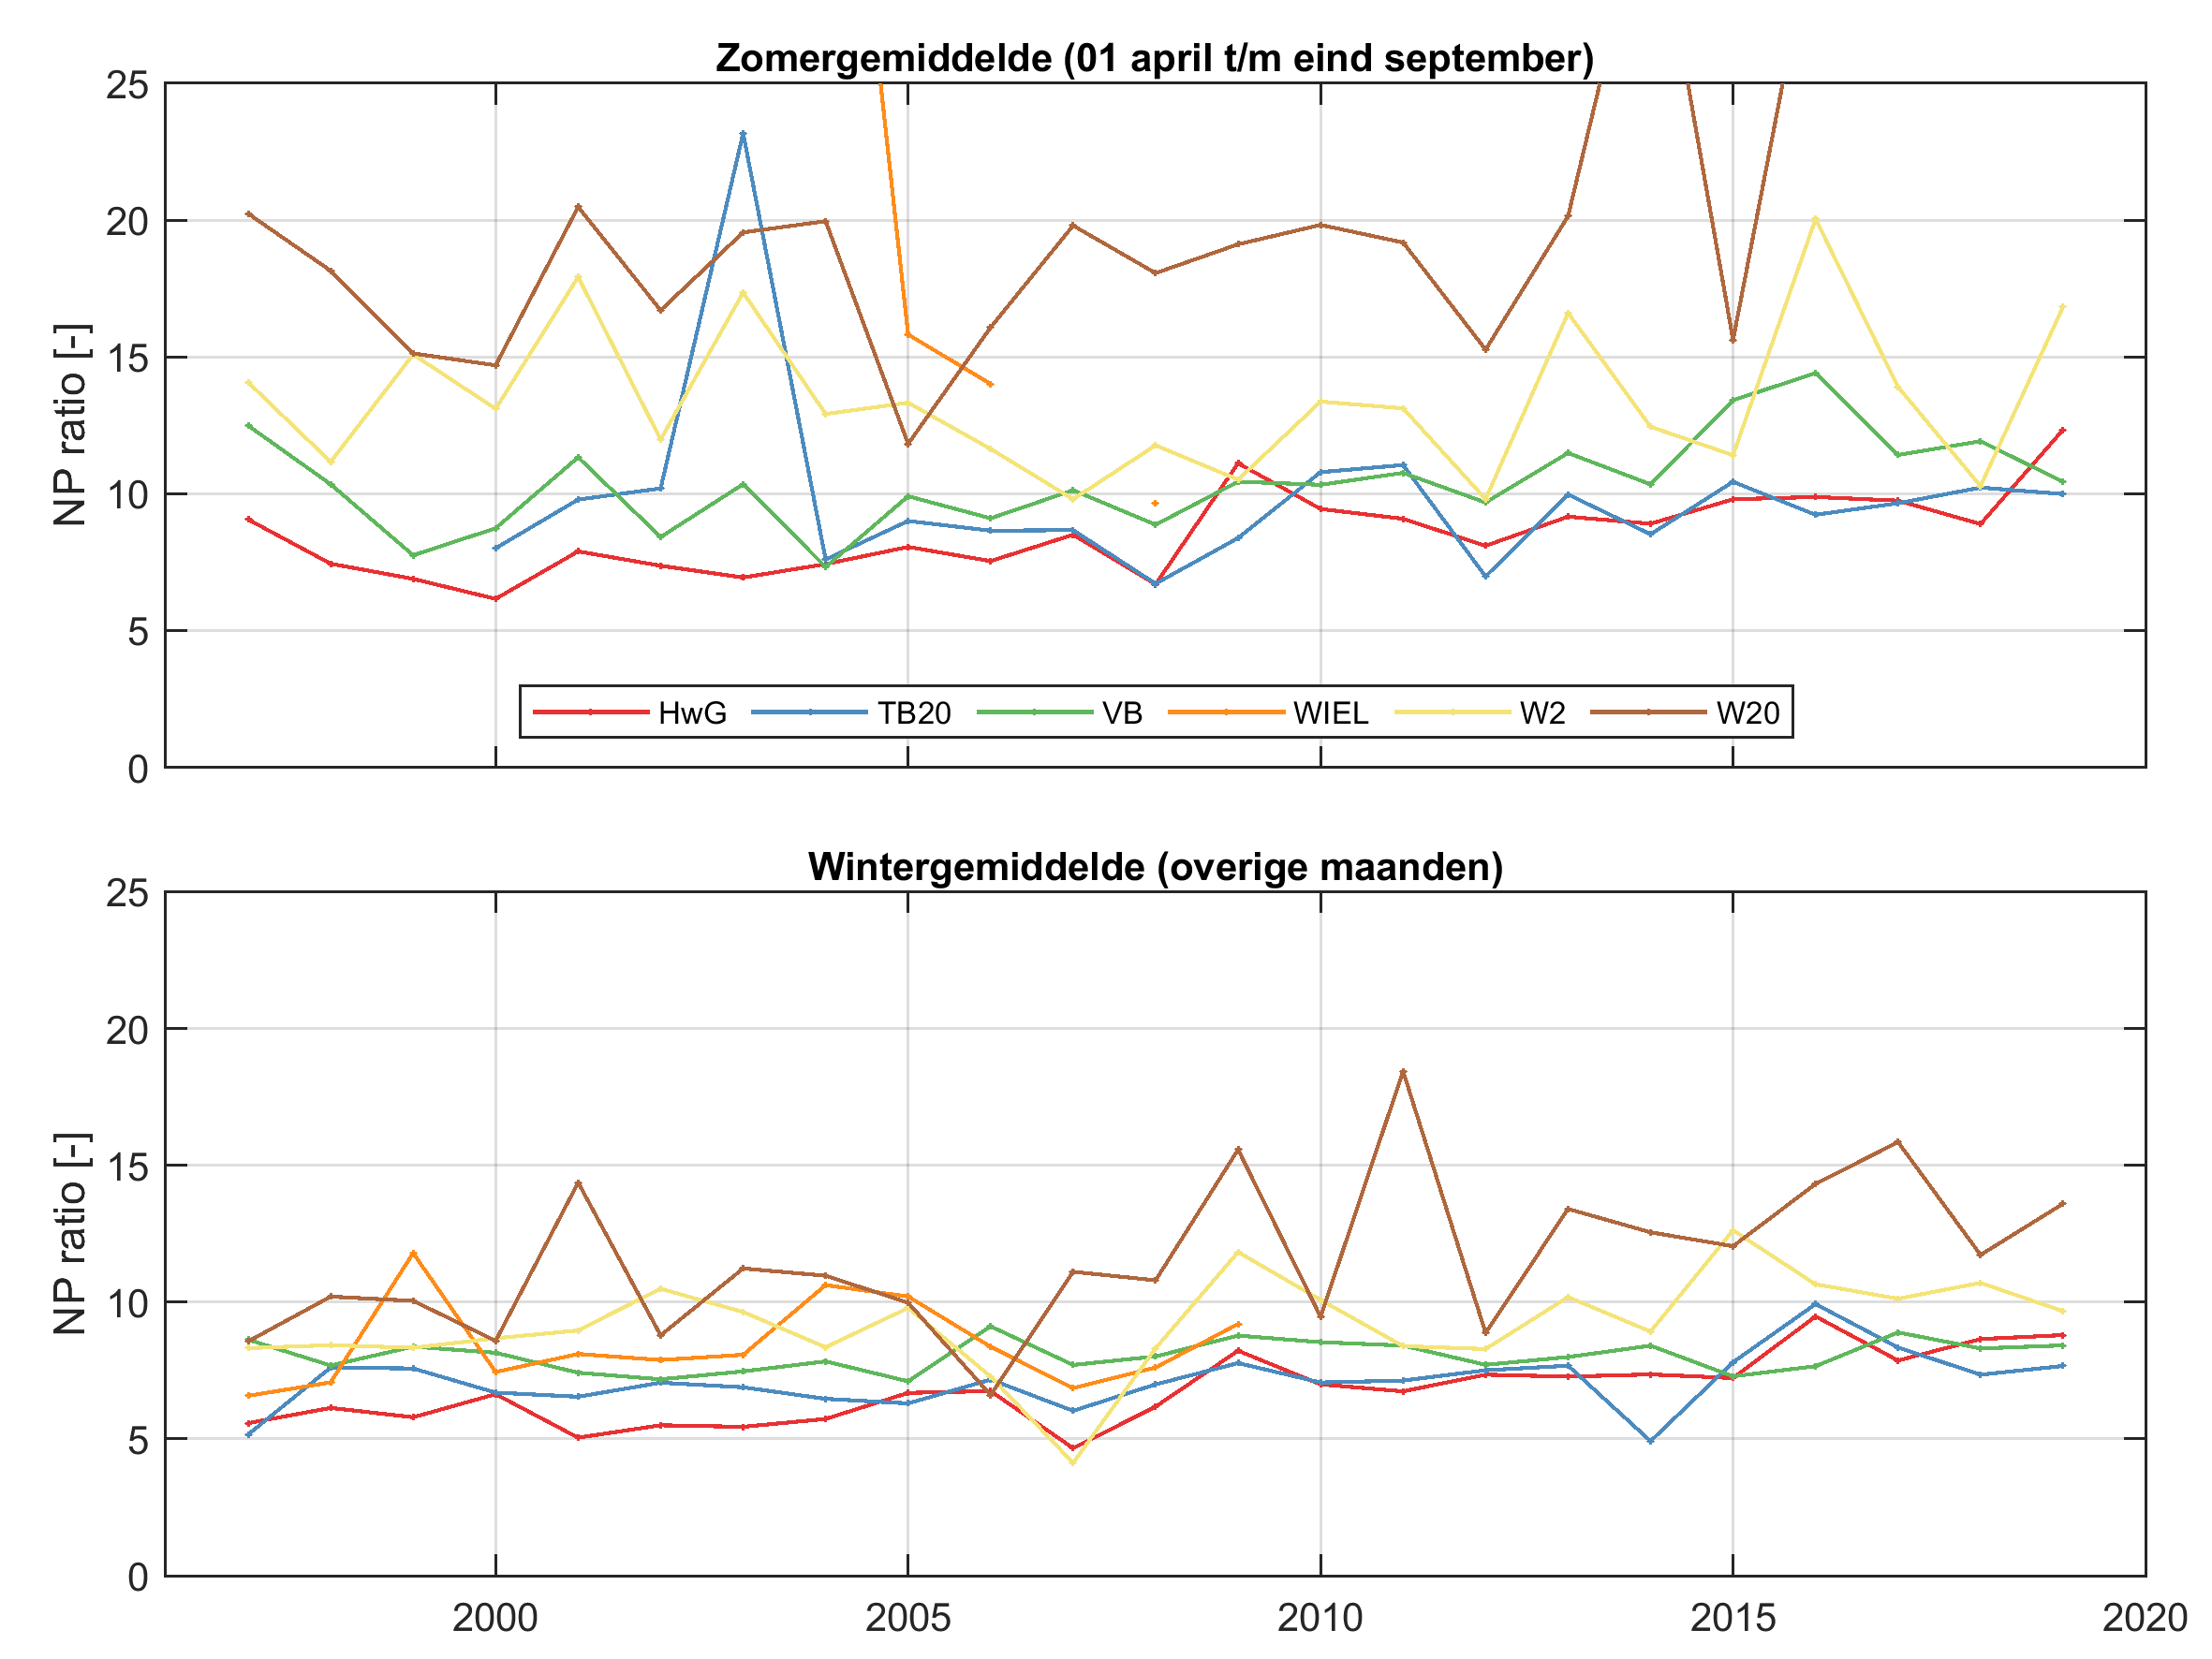 Zomergemiddelde (01 april t/m eind september)
25
20
15
10
5
0
NP ratio [-]
HwG TB20 VB WIEL W2 W20
Wintergemiddelde (overige maanden)
25
20
15
10
5
0
NP ratio [-]
2000 2005 2010 2015 2020